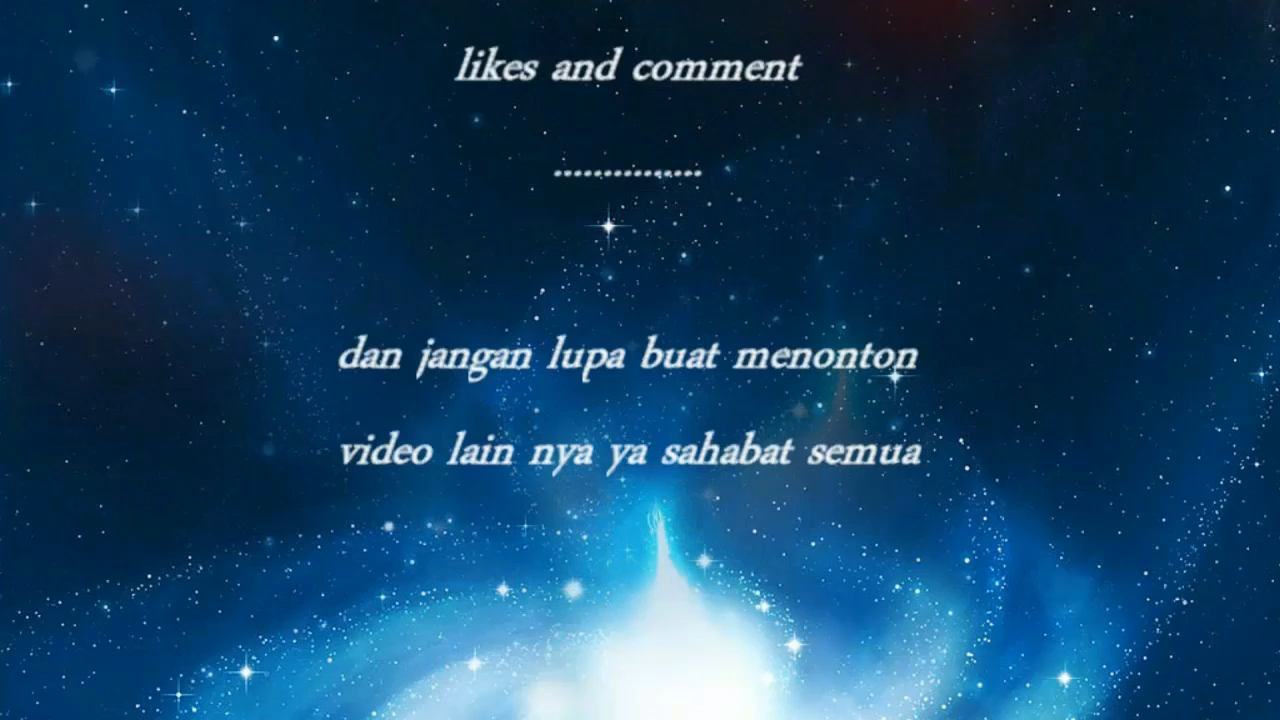 likes and comment
...............
dan jangan lupa buat menonton
video lain nya ya sahabat semua